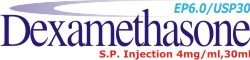 EP6.0/USP30
Dexamethasone
S.P. Injection 4mg/ml,30ml